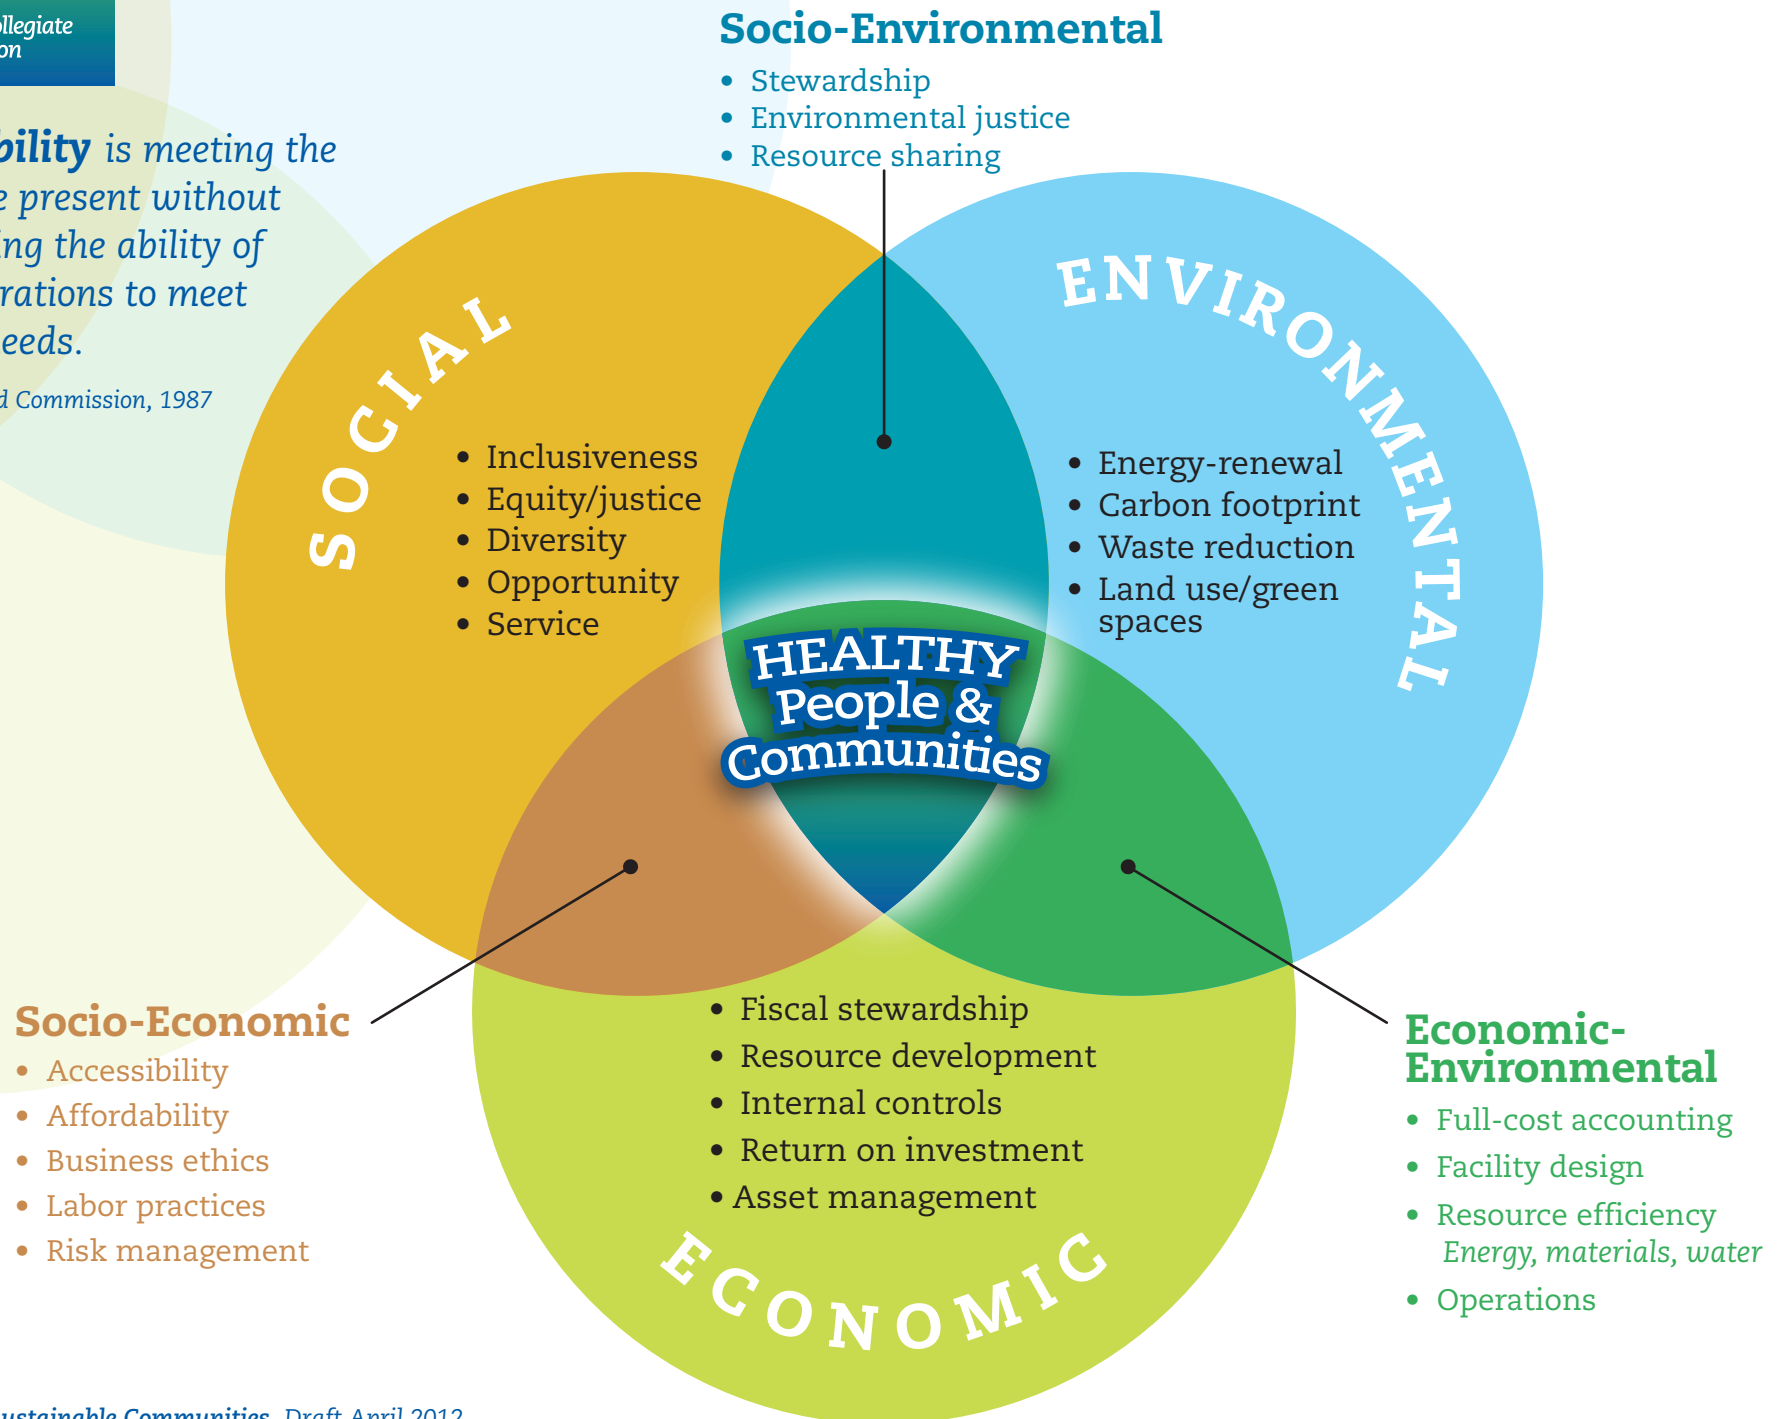 ollegiate
on
Socio-Environmental
• Stewardship
• Environmental justice
• Resource sharing
bility is meeting the
e present without
ing the ability of
rations to meet
eeds.
d Commission, 1987
SOCIAL
• Inclusiveness
• Equity/justice
• Diversity
• Opportunity
• Service
ENVIRONMENTAL
• Energy-renewal
• Carbon footprint
• Waste reduction
• Land use/green
spaces
HEALTHY
People &
Communities
Socio-Economic
• Accessibility
• Affordability
• Business ethics
• Labor practices
• Risk management
• Fiscal stewardship
• Resource development
• Internal controls
• Return on investment
• Asset management
ECONOMIC
Economic-
Environmental
• Full-cost accounting
• Facility design
• Resource efficiency
Energy, materials, water
• Operations
ustainable Communities, Draft April 2012